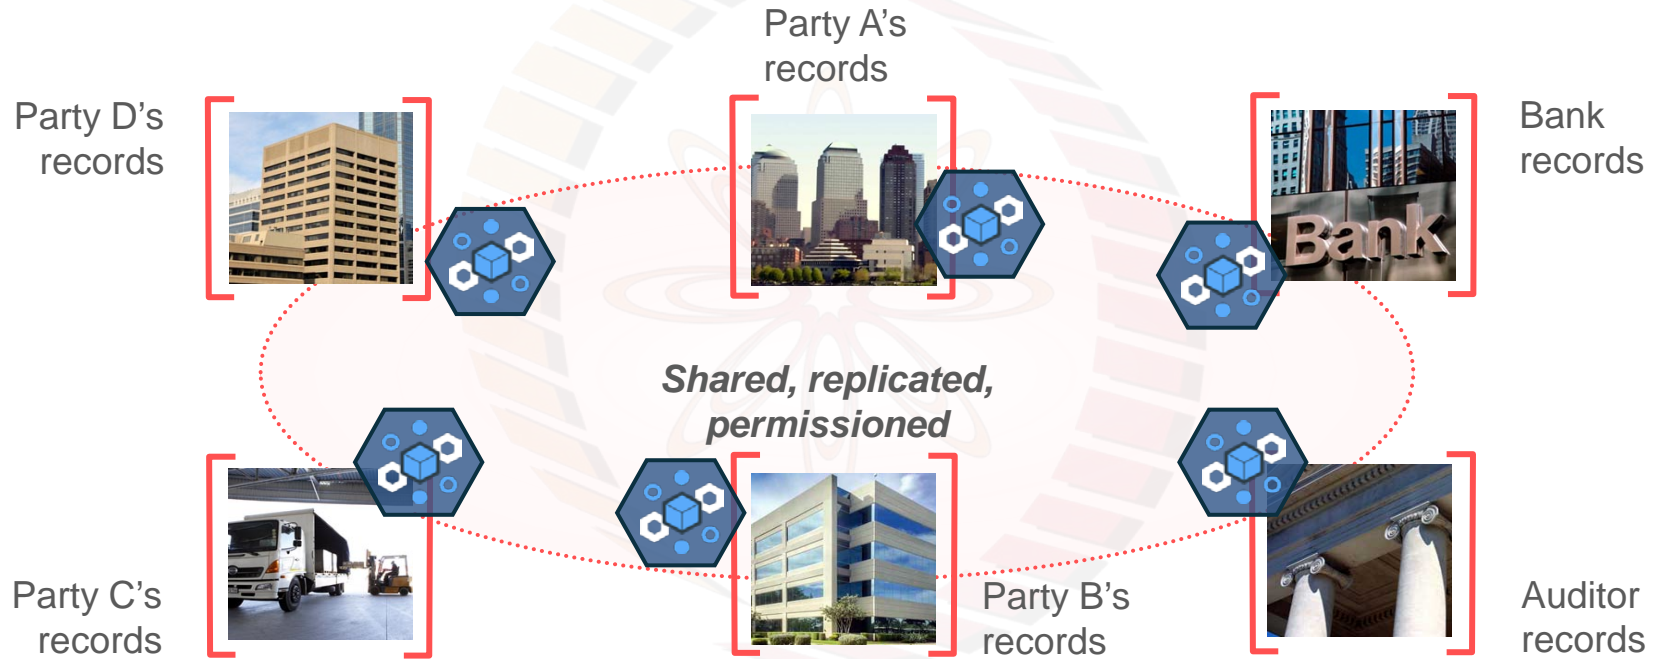 Party A's
records
Party D's
records
Bank
records
Bank
Shared, replicated,
permissioned
Party C's
records
Party B's
records
Auditor
records